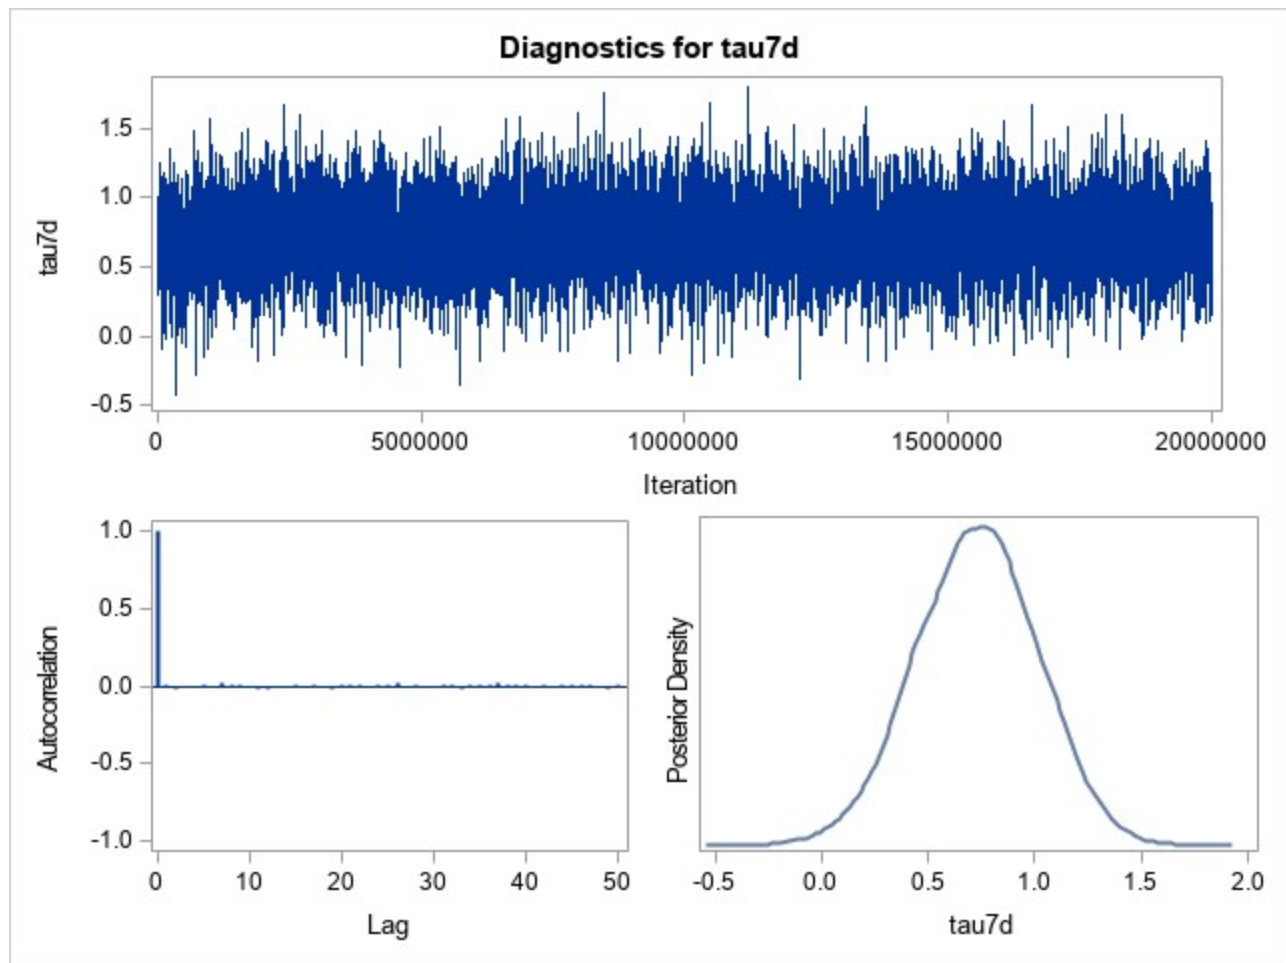 Diagnostics for tau7d
tau7d
1.5
1.0
0.5
0.0
-0.5
0 5000000 10000000 15000000 20000000
Iteration
Autocorrelation
1.0
0.5
0.0
-0.5
-1.0
0 10 20 30 40 50
Lag
Posterior Density
-0.5 0.0 0.5 1.0 1.5 2.0
tau7d